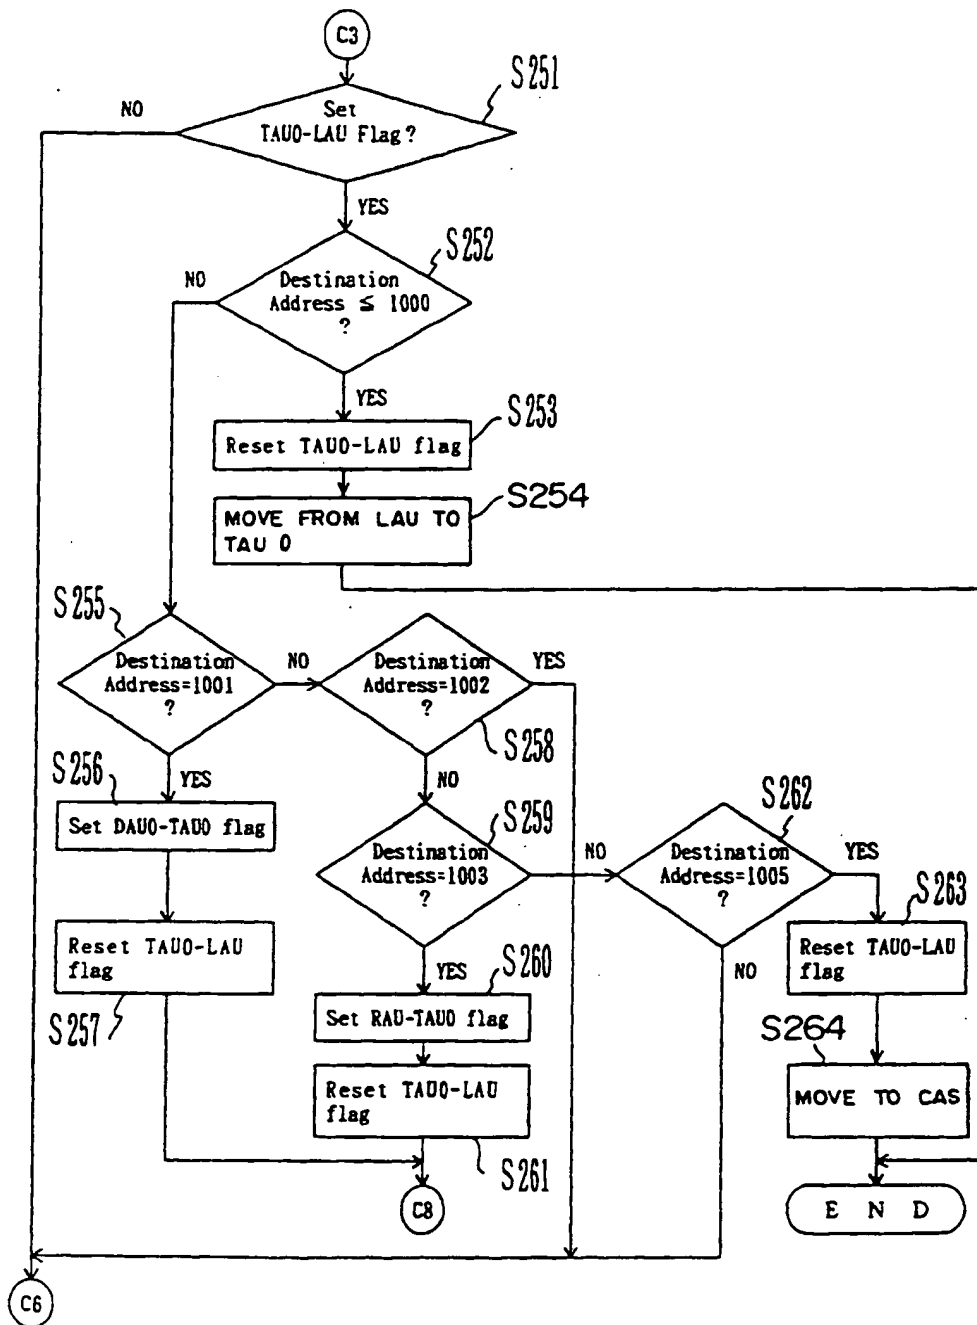 C3
S251
NO
Set
TAU0-LAU Flag?
YES
S252
NO
Destination
Address ≦ 1000
?
YES
S253
Reset TAU0-LAU flag
S254
MOVE FROM LAU TO
TAU 0
S255
Destination
Address=1001
?
NO
Destination
Address=1002
?
YES
S258
S256
YES
NO
S259
S262
Set DAU0-TAU0 flag
Destination
Address=1003
?
NO
Destination
Address=1005
?
YES
S263
Reset TAU0-LAU
flag
S257
YES
S260
NO
Reset TAU0-LAU
flag
Set RAU-TAU0 flag
S264
Reset TAU0-LAU
flag
S261
MOVE TO CAS
C8
E N D
C6